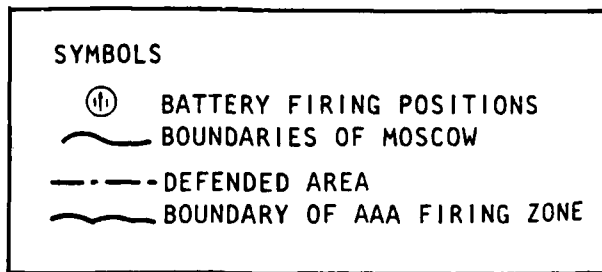 SYMBOLS
BATTERY FIRING POSITIONS
BOUNDARIES OF MOSCOW
DEFENDED AREA
BOUNDARY OF AAA FIRING ZONE